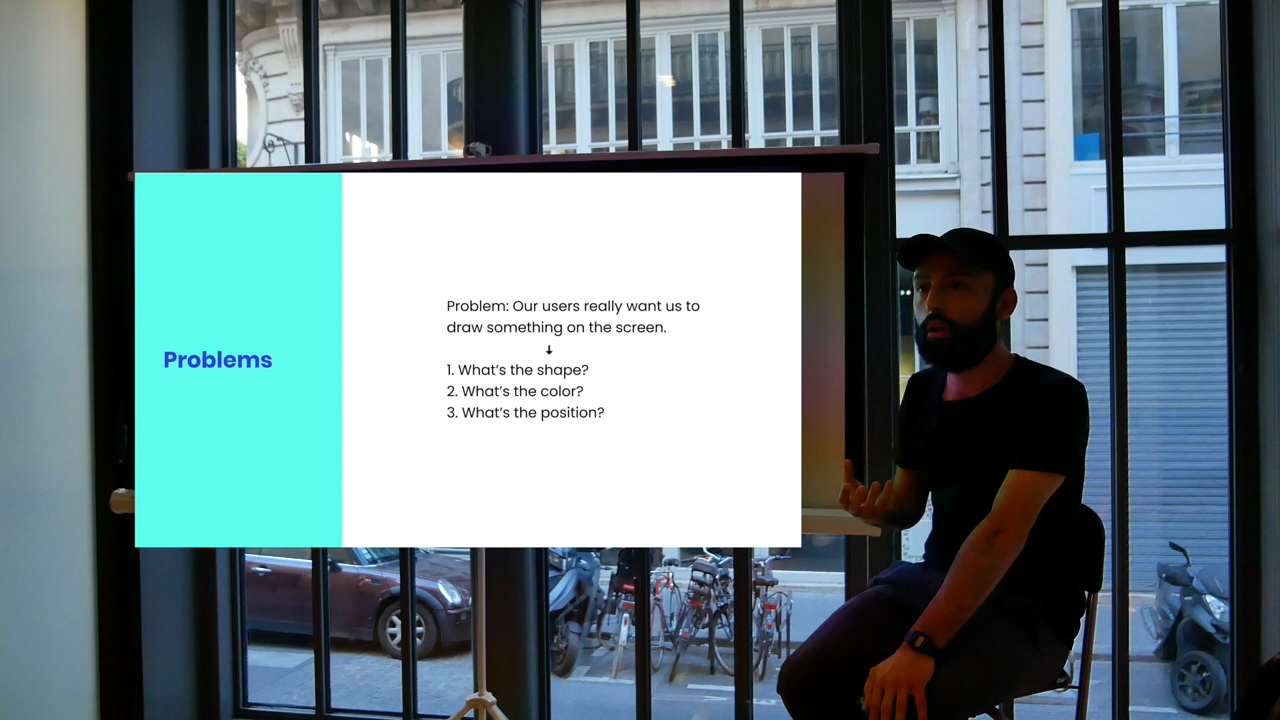 Problems
Problem: Our users really want us to
draw something on the screen.
1. What's the shape?
2. What's the color?
3. What's the position?